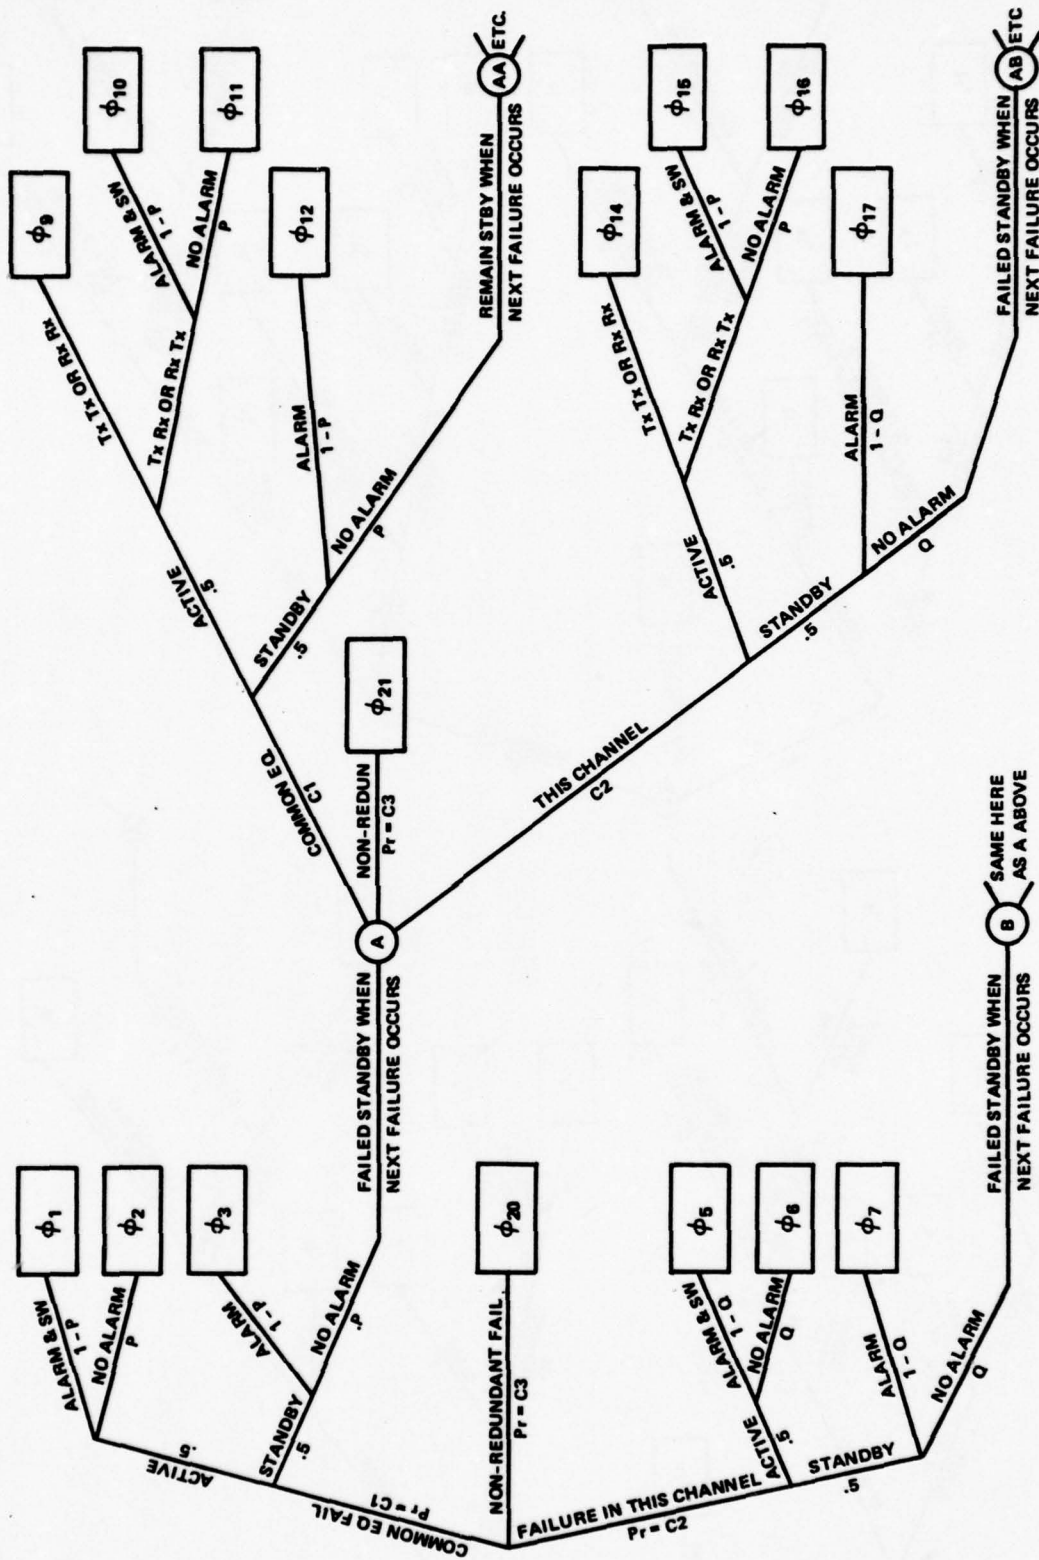 ALARM & SW
1 – P
ϕ1
NO ALARM
P
ϕ2
ACTIVE
.5
ALARM
1 – P
ϕ3
STANDBY
.5
NO ALARM
.P
COMMON EQ FAIL
Pr = C1
FAILED STANDBY WHEN
NEXT FAILURE OCCURS
A
NON-REDUNDANT FAIL
Pr = C3
ϕ20
FAILURE IN THIS CHANNEL
Pr = C2
ACTIVE
.5
ALARM & SW
1 – Q
ϕ5
NO ALARM
Q
ϕ6
STANDBY
.5
ALARM
1 – Q
ϕ7
NO ALARM
Q
FAILED STANDBY WHEN
NEXT FAILURE OCCURS
B
SAME HERE
AS A ABOVE
COMMON EQ.
C1
ACTIVE
.5
Tx Tx OR Rx Rx
ϕ9
Tx Rx OR Rx Tx
ALARM & SW
1 – P
ϕ10
NO ALARM
P
ϕ11
STANDBY
.5
ALARM
1 – P
ϕ12
NO ALARM
P
REMAIN STBY WHEN
NEXT FAILURE OCCURS
AA
ETC.
NON-REDUN
Pr = C3
ϕ21
THIS CHANNEL
C2
ACTIVE
.5
Tx Tx OR Rx Rx
ϕ14
Tx Rx OR Rx Tx
ALARM & SW
1 – P
ϕ15
NO ALARM
P
ϕ16
STANDBY
.5
ALARM
1 – Q
ϕ17
NO ALARM
Q
FAILED STANDBY WHEN
NEXT FAILURE OCCURS
AB
ETC